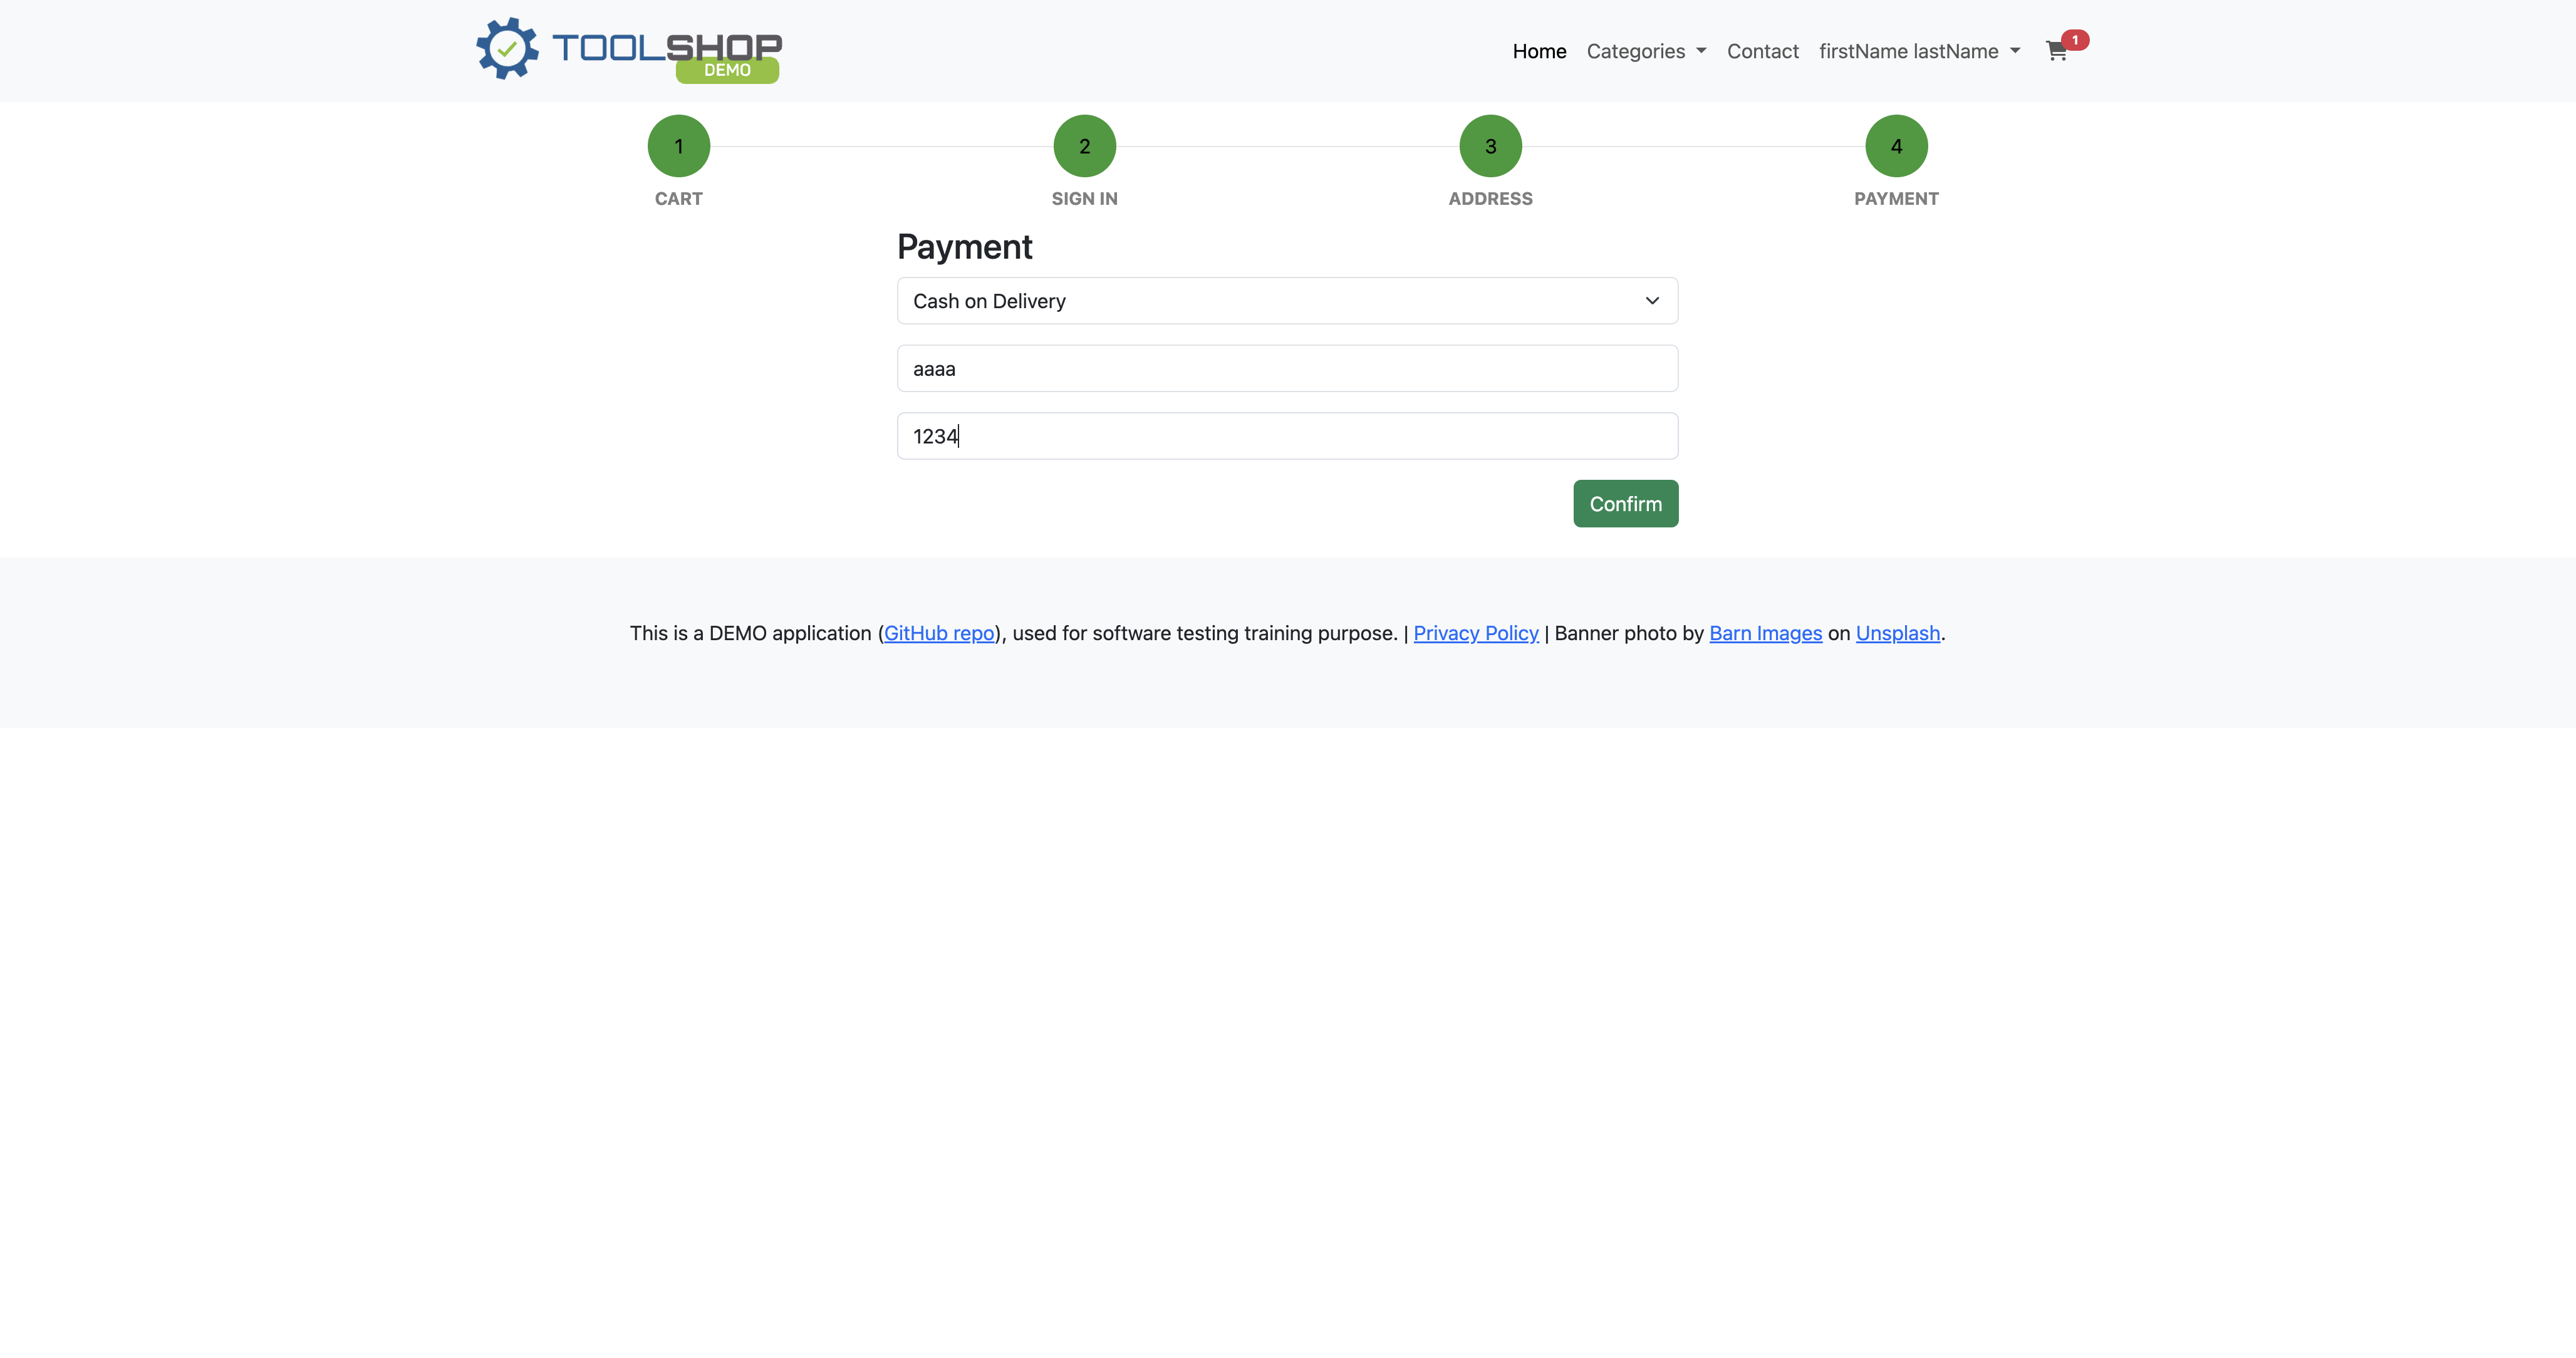 TOOLSHOP
DEMO
Home Categories Contact firstName lastName 1
1 2 3 4
CART SIGN IN ADDRESS PAYMENT
Payment
Cash on Delivery
aaaa
1234
Confirm
This is a DEMO application (GitHub repo), used for software testing training purpose. | Privacy Policy | Banner photo by Barn Images on Unsplash.